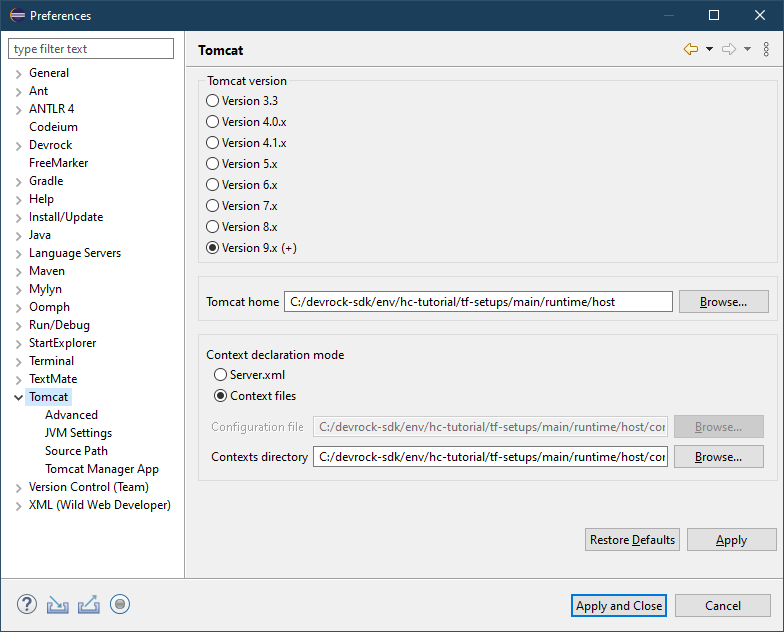 Preferences
type filter text
General
Ant
ANTLR 4
Codeium
Devrock
FreeMarker
Gradle
Help
Install/Update
Java
Language Servers
Maven
Mylyn
Oomph
Run/Debug
StartExplorer
Terminal
TextMate
Tomcat
Advanced
JVM Settings
Source Path
Tomcat Manager App
Version Control (Team)
XML (Wild Web Developer)
Tomcat
Tomcat version
Version 3.3
Version 4.0.x
Version 4.1.x
Version 5.x
Version 6.x
Version 7.x
Version 8.x
Version 9.x (+)
Tomcat home C:/devrock-sdk/env/hc-tutorial/tf-setups/main/runtime/host Browse...
Context declaration mode
Server.xml
Context files
Configuration file C:/devrock-sdk/env/hc-tutorial/tf-setups/main/runtime/host/cor Browse...
Contexts directory C:/devrock-sdk/env/hc-tutorial/tf-setups/main/runtime/host/cor Browse...
Restore Defaults Apply
? Apply and Close Cancel